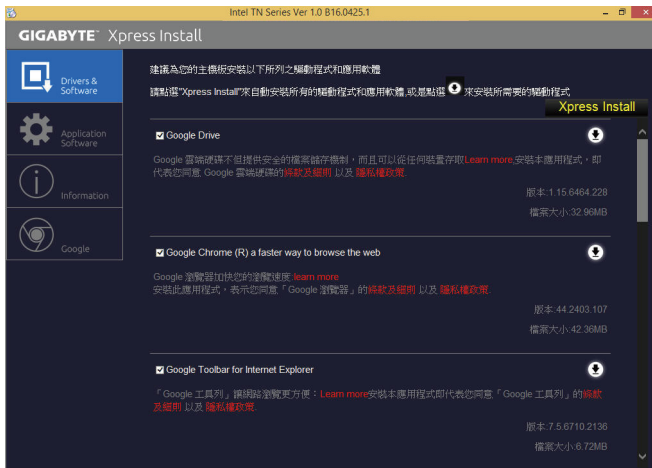 Intel TN Series Ver 1.0 B16.0425.1
GIGABYTE™ Xpress Install
Drivers & Software
Application Software
Information
Google
建議為您的主機板安裝以下所列之驅動程式和應用軟體
請點選"Xpress Install"來自動安裝所有的驅動程式和應用軟體,或是點選 來安裝所需要的驅動程式
Xpress Install
Google Drive
Google 雲端硬碟不但提供安全的檔案儲存機制，而且可以從任何裝置存取Learn more,安裝本應用程式，即
代表您同意 Google 雲端硬碟的條款及細則 以及 隱私權政策.
版本:1.15.6464.228
檔案大小:32.96MB
Google Chrome (R) a faster way to browse the web
Google 瀏覽器加快您的瀏覽速度:learn more
安裝此應用程式，表示您同意「Google 瀏覽器」的條款及細則 以及 隱私權政策.
版本:44.2403.107
檔案大小:42.36MB
Google Toolbar for Internet Explorer
「Google 工具列」讓網路瀏覽更方便：Learn more安裝本應用程式即代表您同意「Google 工具列」的條款
及細則 以及 隱私權政策.
版本:7.5.6710.2136
檔案大小:6.72MB